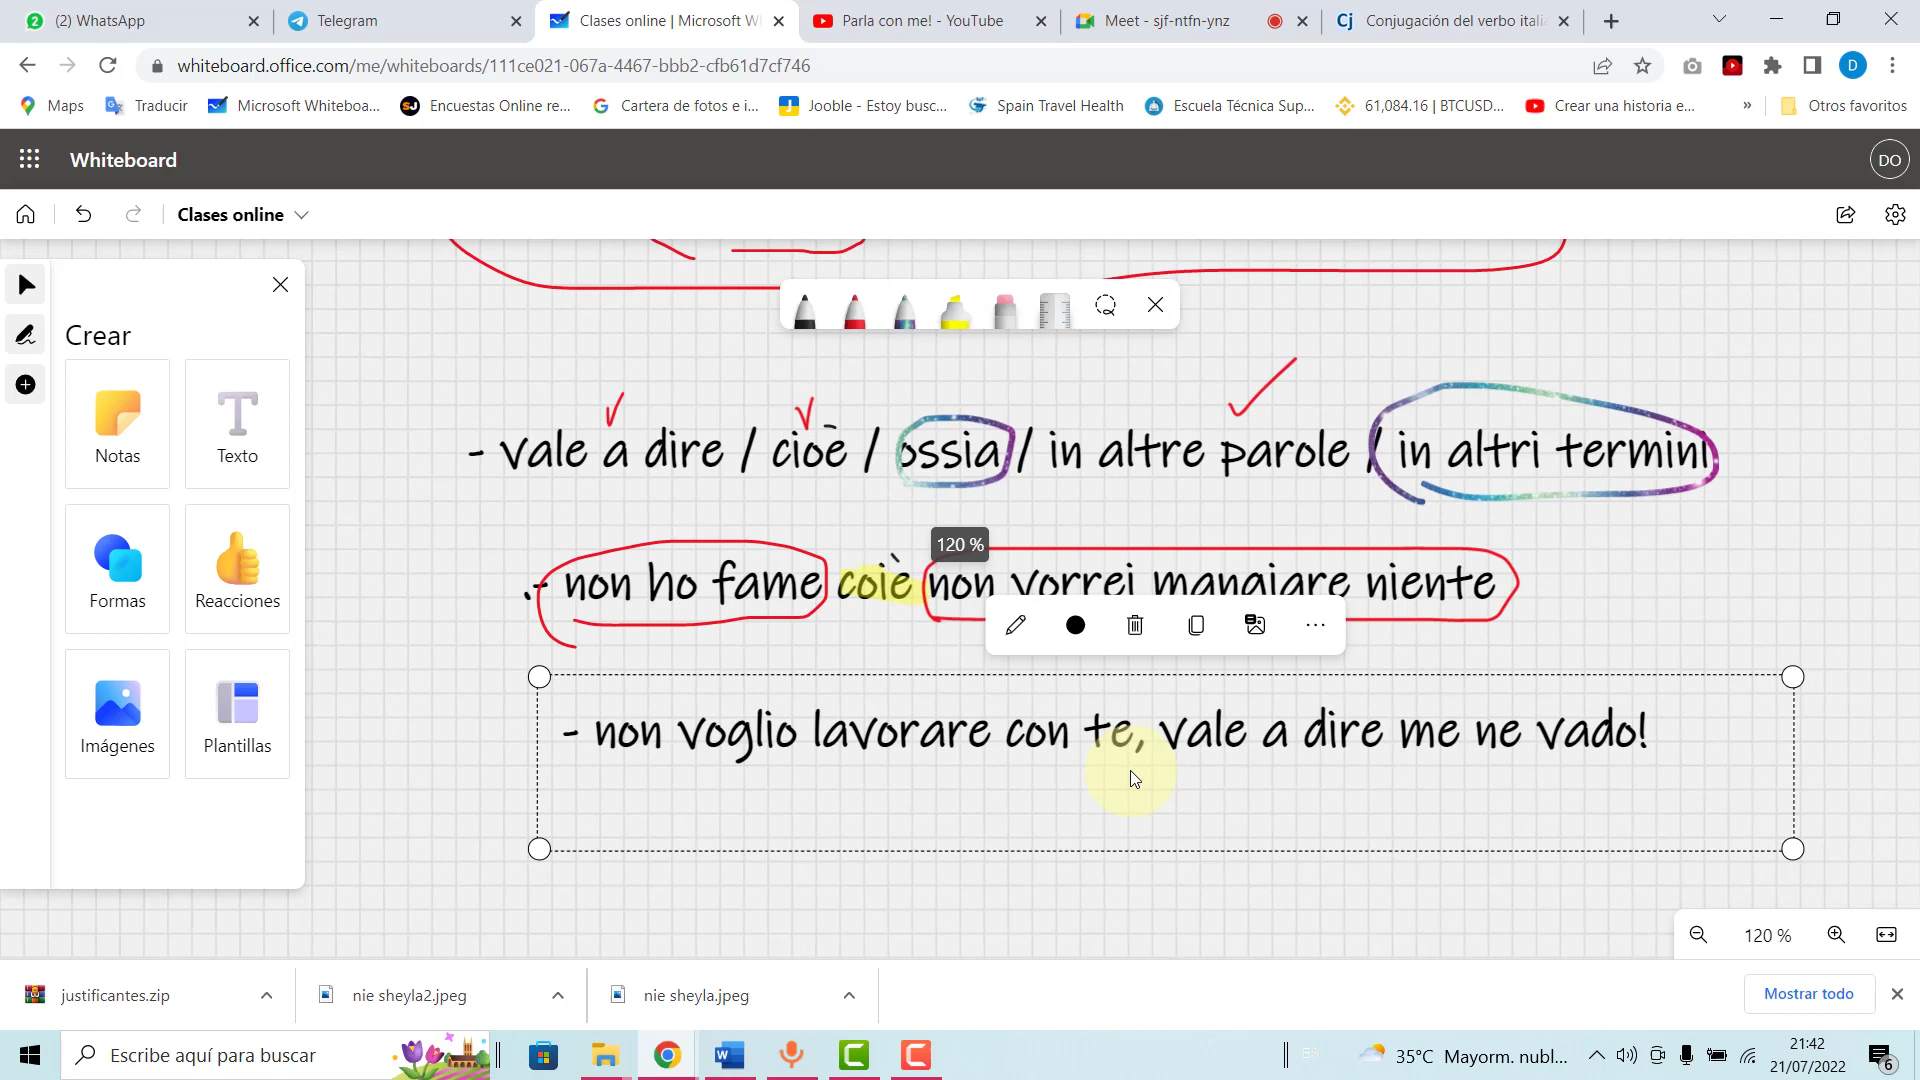 (2) WhatsApp
Telegram
Clases online | Microsoft W
Parla con me! - YouTube
Meet - sjf-ntfn-ynz
Conjugación del verbo itali
whiteboard.office.com/me/whiteboards/111ce021-067a-4467-bbb2-cfb61d7cf746
D
Maps
Traducir
Microsoft Whiteboa...
Encuestas Online re...
Cartera de fotos e i...
Jooble - Estoy busc...
Spain Travel Health
Escuela Técnica Sup...
61,084.16 | BTCUSD...
Crear una historia e...
»
Otros favoritos
Whiteboard
DO
Clases online
Crear
Notas
Texto
Formas
Reacciones
Imágenes
Plantillas
- vale a dire / cioè / ossia / in altre parole / in altri termini
120 %
.- non ho fame coiè non vorrei mangiare niente
- non voglio lavorare con te, vale a dire me ne vado!
120 %
justificantes.zip
nie sheyla2.jpeg
nie sheyla.jpeg
Mostrar todo
Escribe aquí para buscar
35°C Mayorm. nubl...
21:42
21/07/2022
6